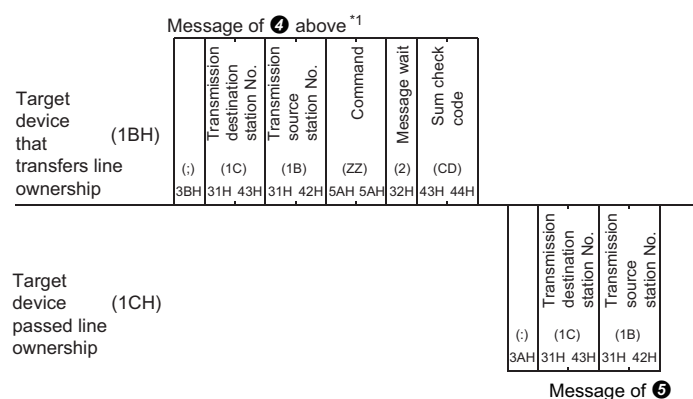 Message of ❹ above *1
Target
device
that
transfers line
ownership
(1BH)
Transmission
destination
station No.
Transmission
source
station No.
Command
Message wait
Sum check
code
(;) (1C) (1B) (ZZ) (2) (CD)
3BH 31H 43H 31H 42H 5AH 5AH 32H 43H 44H
Target
device
passed line
ownership
(1CH)
Transmission
destination
station No.
Transmission
source
station No.
(:) (1C) (1B)
3AH 31H 43H 31H 42H
Message of ❺